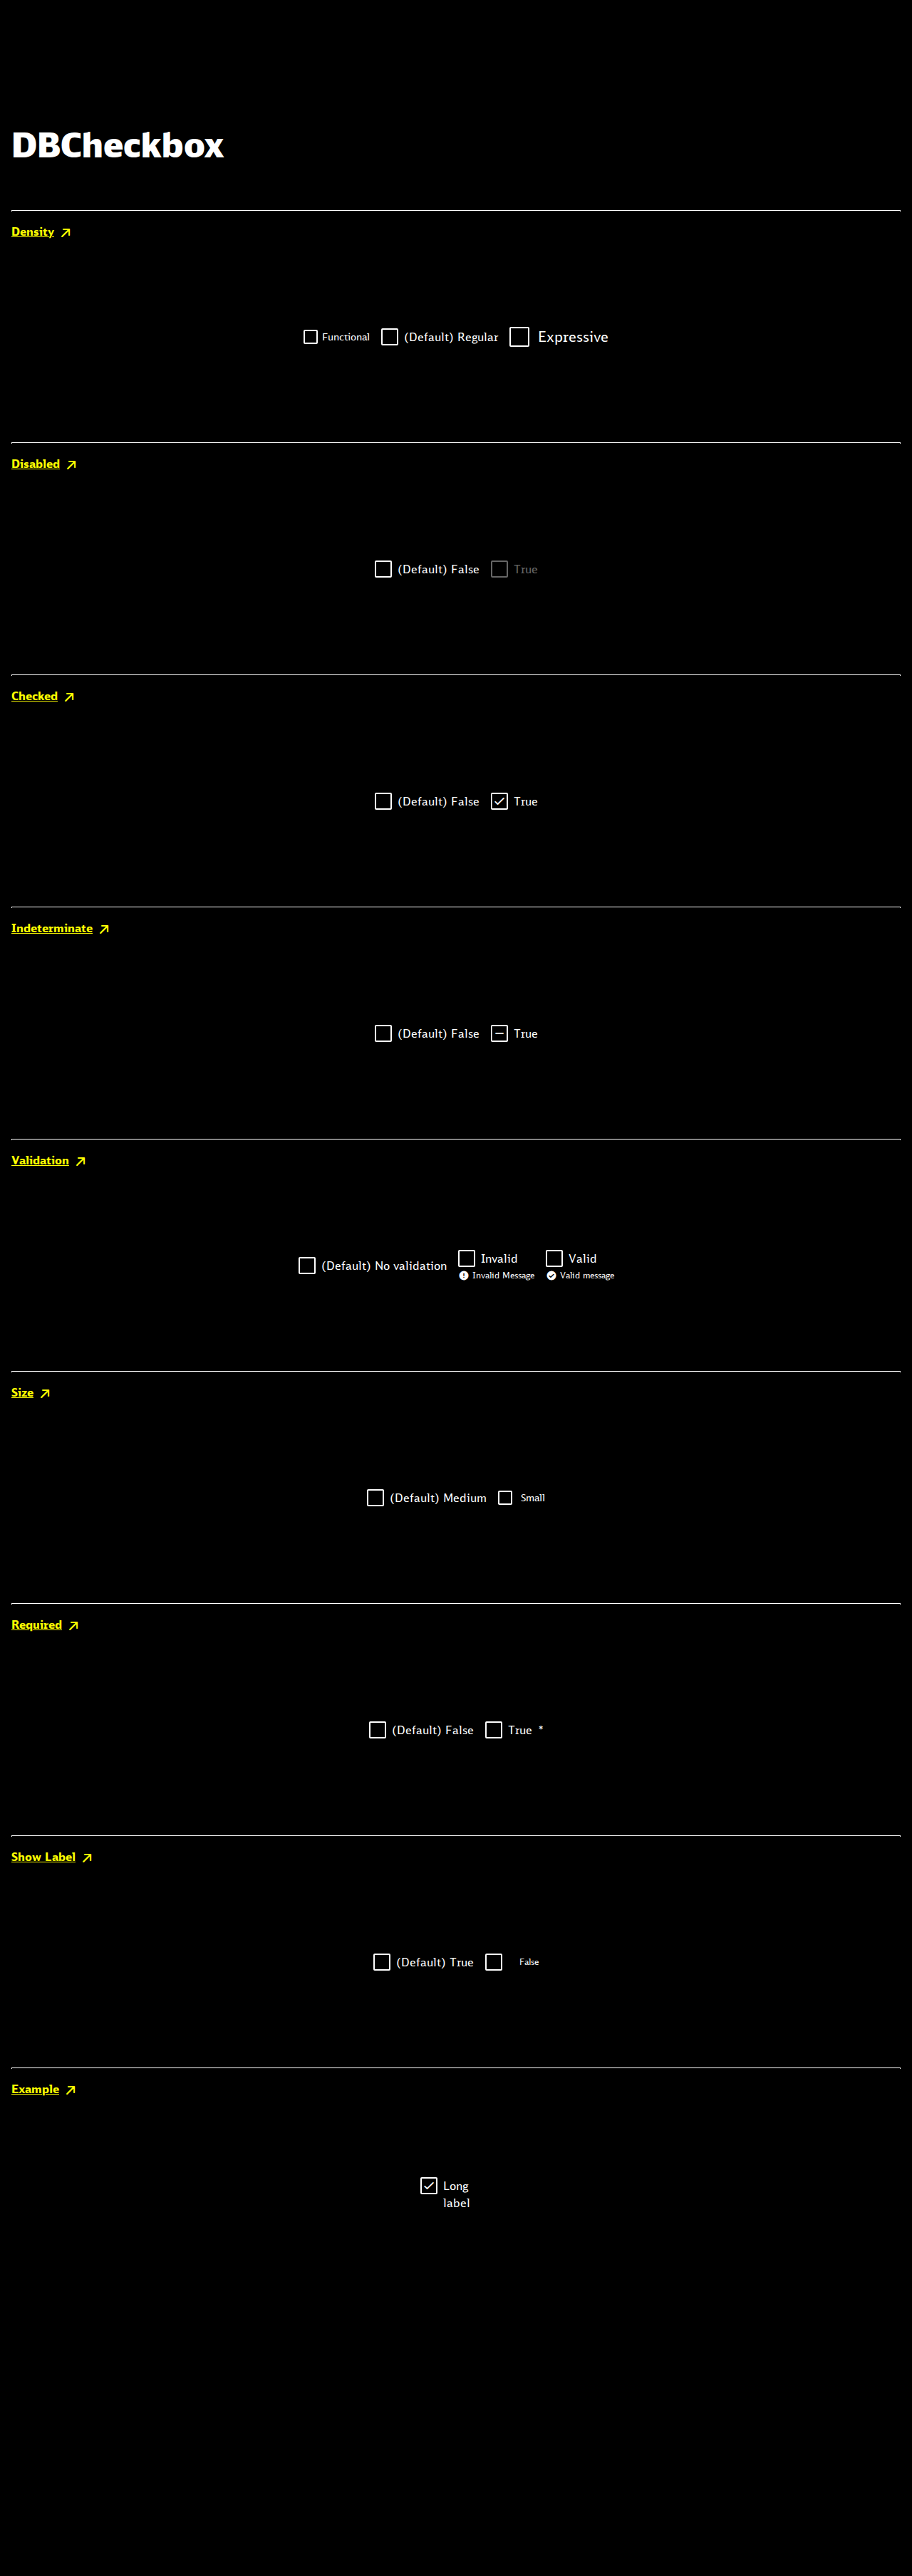 DBCheckbox
Density
Functional (Default) Regular Expressive
Disabled
(Default) False True
Checked
(Default) False True
Indeterminate
(Default) False True
Validation
(Default) No validation Invalid Valid
Invalid Message Valid message
Size
(Default) Medium Small
Required
(Default) False True *
Show Label
(Default) True False
Example
Long
label